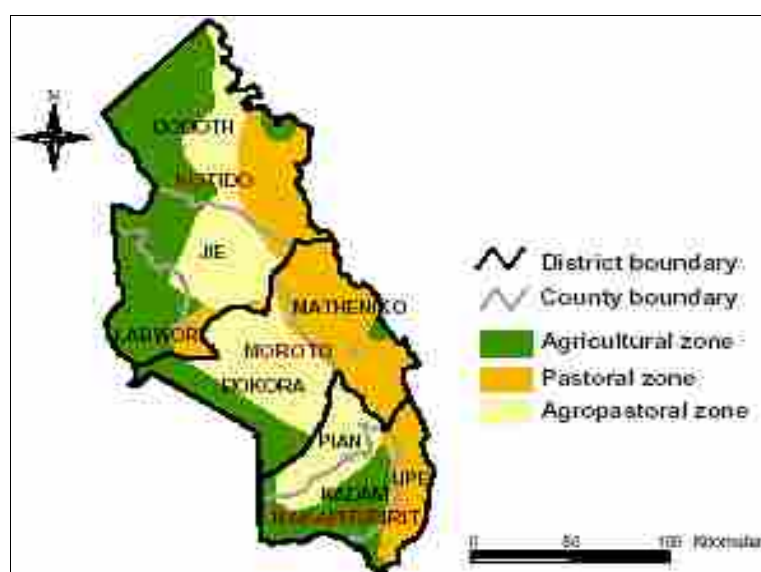 N
DODOTH
KOTIDO
JIE
MATHENIKO
LABWOR
MOROTO
BOKORA
PIAN
UPE
KADAM
District boundary
County boundary
Agricultural zone
Pastoral zone
Agropastoral zone
0
100